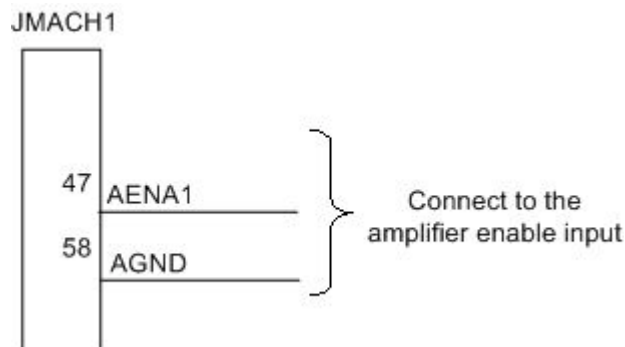 JMACH1
47
AENA1
58
AGND
Connect to the
amplifier enable input